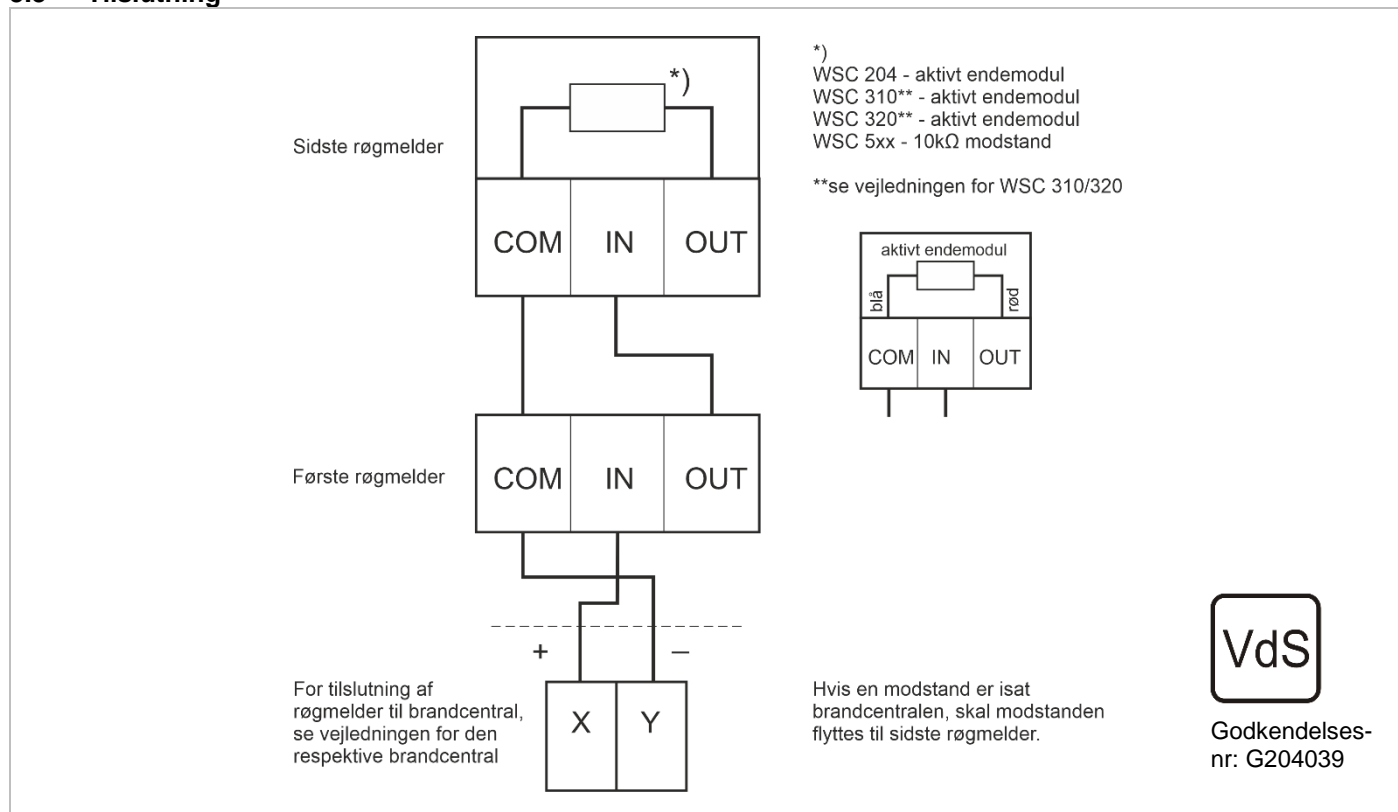 Tilslutning
*)
Sidste røgmelder
COM IN OUT
*)
WSC 204 - aktivt endemodul
WSC 310** - aktivt endemodul
WSC 320** - aktivt endemodul
WSC 5xx - 10kΩ modstand
**se vejledningen for WSC 310/320
aktivt endemodul
blå
rød
COM IN OUT
Første røgmelder
COM IN OUT
+ –
X Y
For tilslutning af
røgmelder til brandcentral,
se vejledningen for den
respektive brandcentral
Hvis en modstand er isat
brandcentralen, skal modstanden
flyttes til sidste røgmelder.
VdS
Godkendelses-
nr: G204039